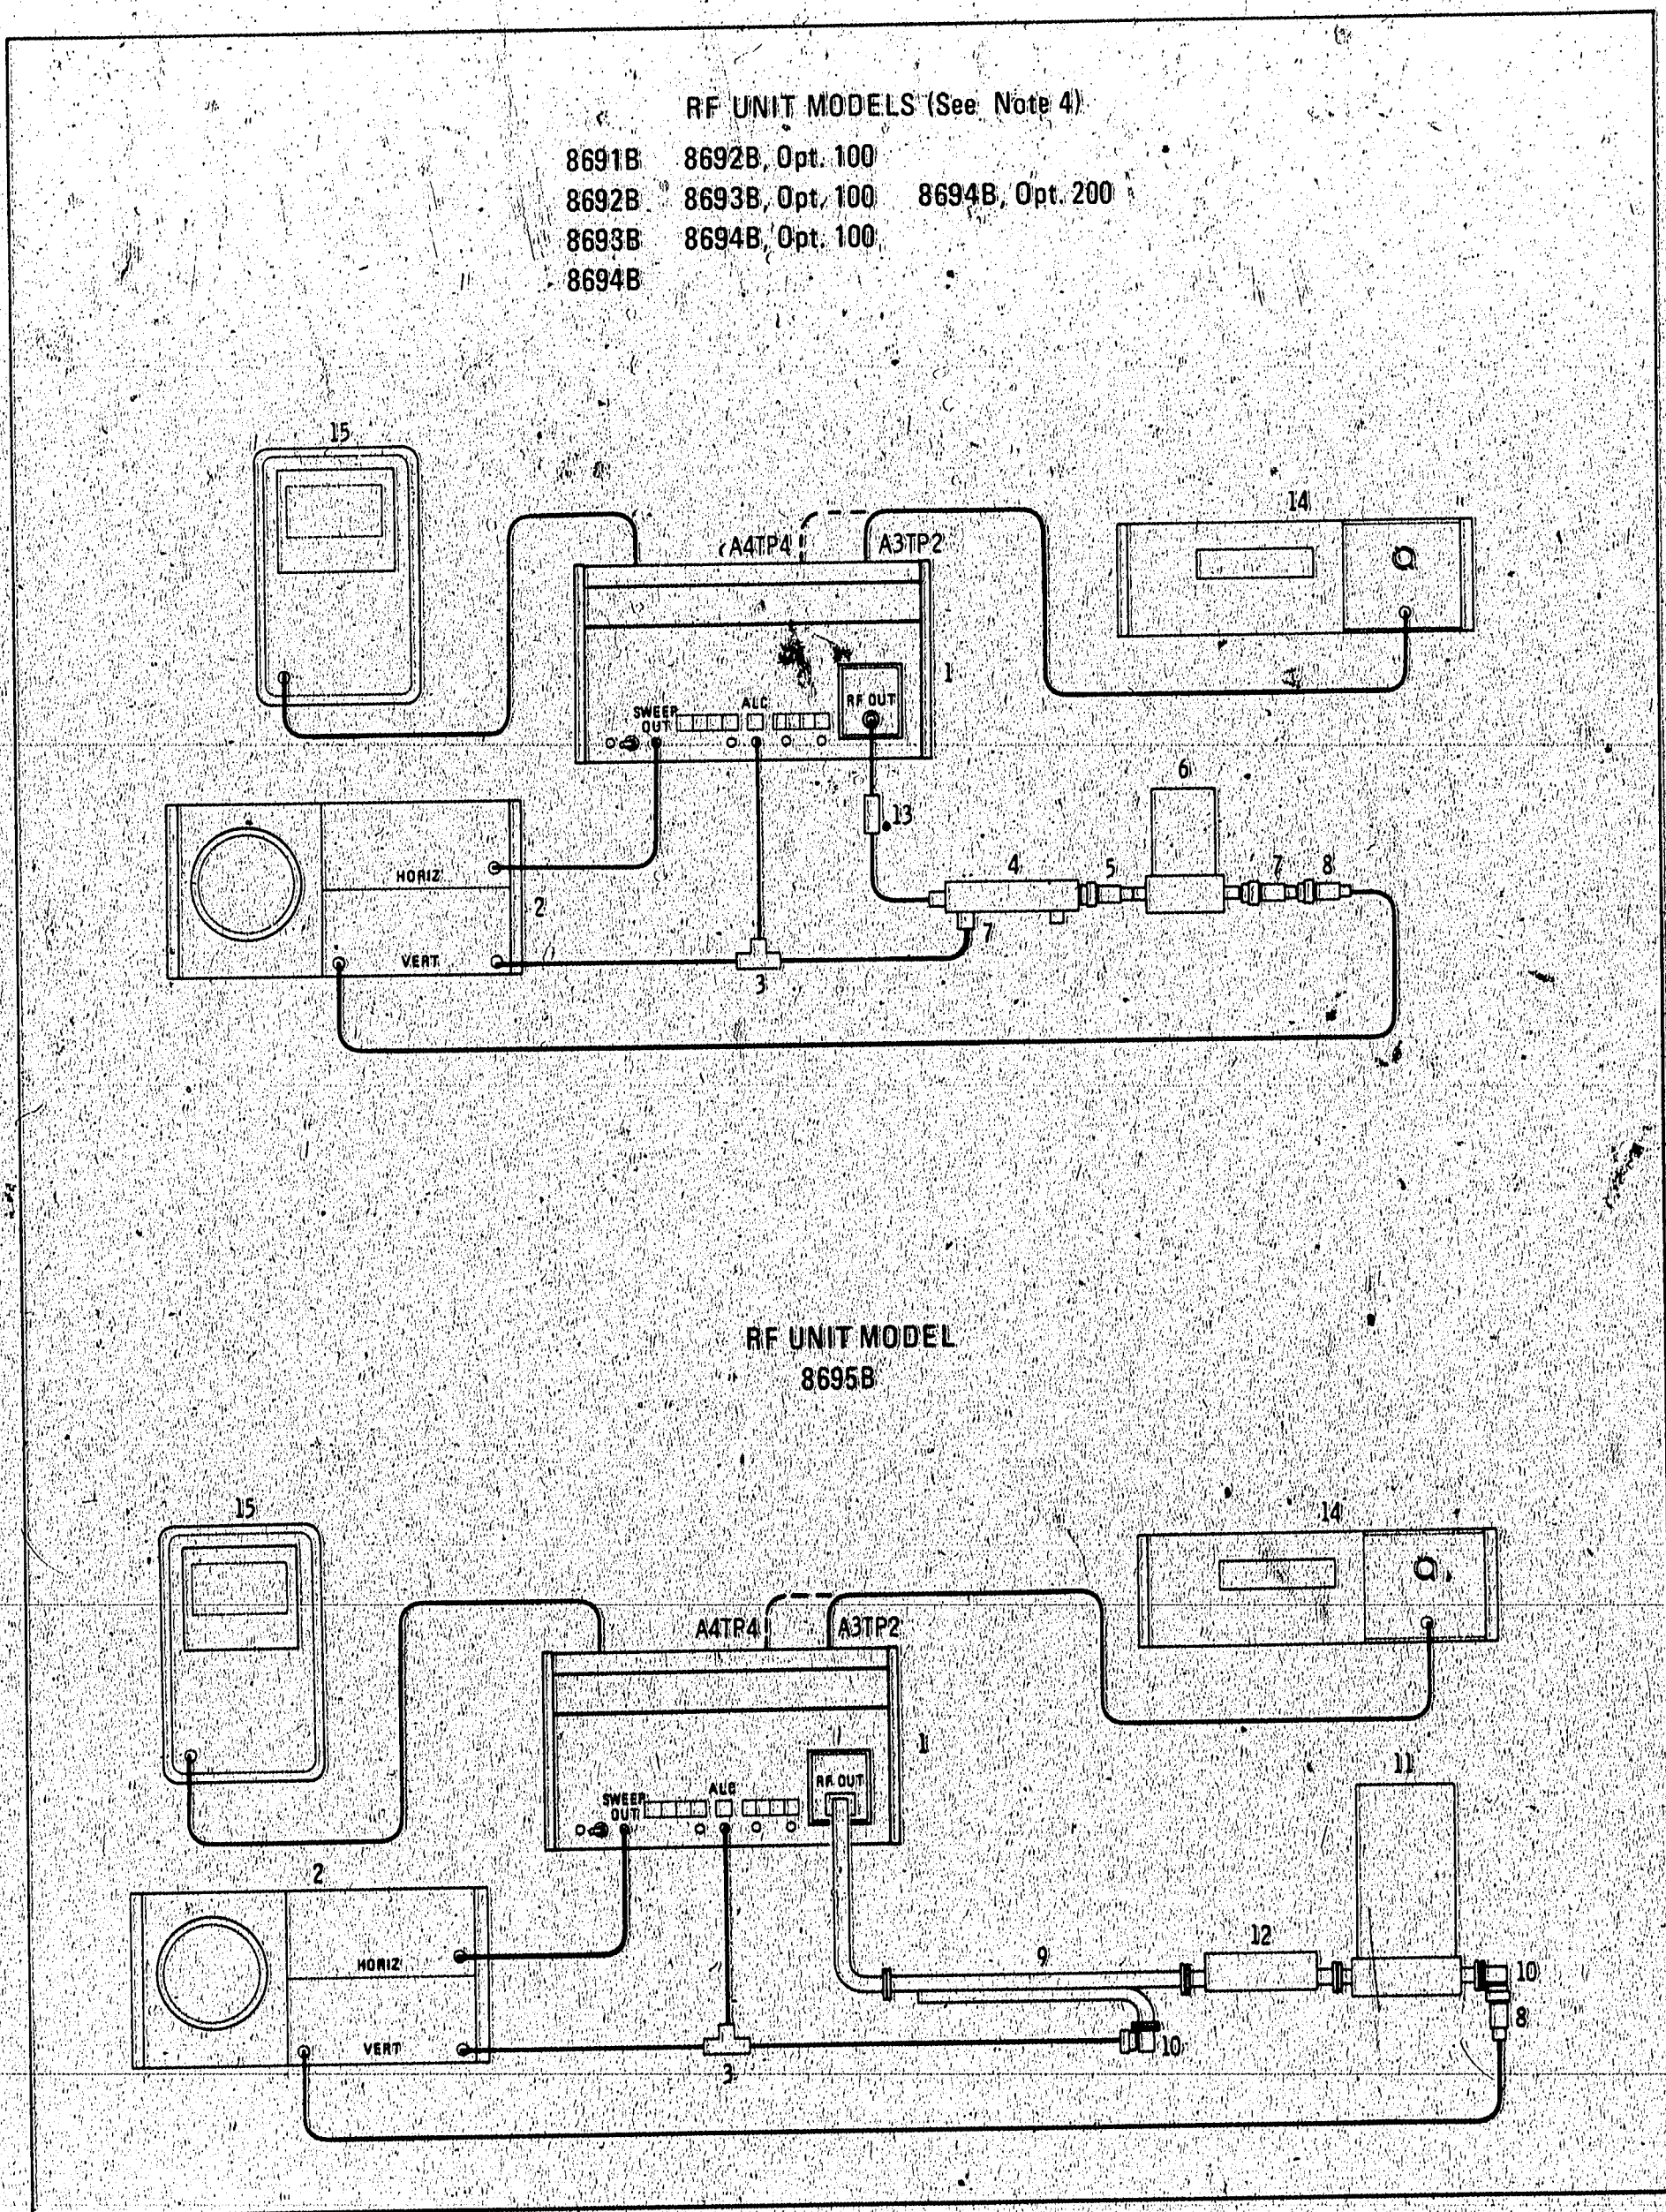 RF UNIT MODELS (See Note 4)
8691B 8692B, Opt. 100
8692B 8693B, Opt. 100 8694B, Opt. 200
8693B 8694B, Opt. 100
8694B
15
14
A4TP4 A3TP2
1
RF OUT
ALC
SWEEP
OUT
6
13
4 5 7 8
HORIZ
2
7
VERT
3
RF UNIT MODEL
8695B
15
14
A4TP4 A3TP2
1
11
RF OUT
ALC
SWEEP
OUT
2
12
9
HORIZ
10
8
VERT
10
3